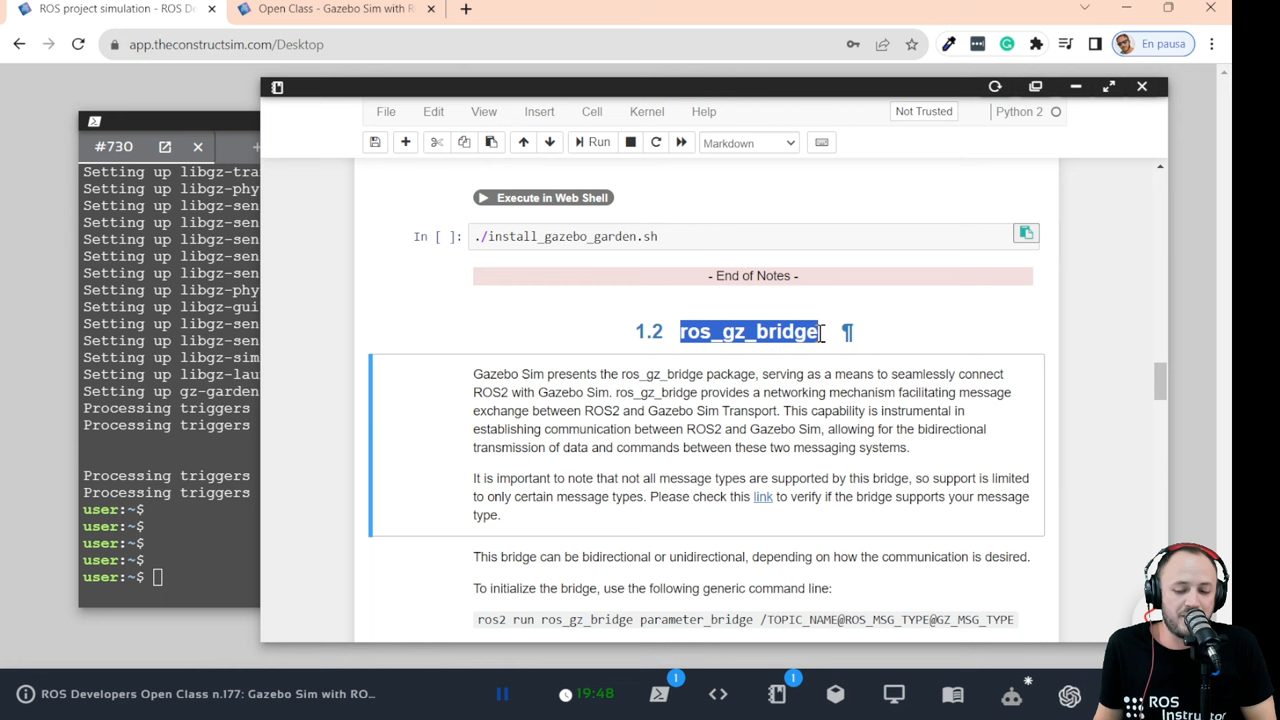 ROS project simulation - ROS De
Open Class - Gazebo Sim with R
app.theconstructsim.com/Desktop
En pausa
File Edit View Insert Cell Kernel Help Not Trusted Python 2
Run Markdown
#730
Setting up libgz-tra
Setting up libgz-phy
Setting up libgz-sen
Setting up libgz-sen
Setting up libgz-sen
Setting up libgz-sen
Setting up libgz-sen
Setting up libgz-phy
Setting up libgz-gui
Setting up libgz-sen
Setting up libgz-sen
Setting up libgz-sim
Setting up libgz-lau
Setting up gz-garden
Processing triggers
Processing triggers
Processing triggers
Processing triggers
user:~$
user:~$
user:~$
user:~$
user:~$
Execute in Web Shell
In [ ]: ./install_gazebo_garden.sh
- End of Notes -
1.2 ros_gz_bridge ¶
Gazebo Sim presents the ros_gz_bridge package, serving as a means to seamlessly connect
ROS2 with Gazebo Sim. ros_gz_bridge provides a networking mechanism facilitating message
exchange between ROS2 and Gazebo Sim Transport. This capability is instrumental in
establishing communication between ROS2 and Gazebo Sim, allowing for the bidirectional
transmission of data and commands between these two messaging systems.
It is important to note that not all message types are supported by this bridge, so support is limited
to only certain message types. Please check this link to verify if the bridge supports your message
type.
This bridge can be bidirectional or unidirectional, depending on how the communication is desired.
To initialize the bridge, use the following generic command line:
ros2 run ros_gz_bridge parameter_bridge /TOPIC_NAME@ROS_MSG_TYPE@GZ_MSG_TYPE
ROS Developers Open Class n.177: Gazebo Sim with RO...
19:48
1
1
ROS
Instructor